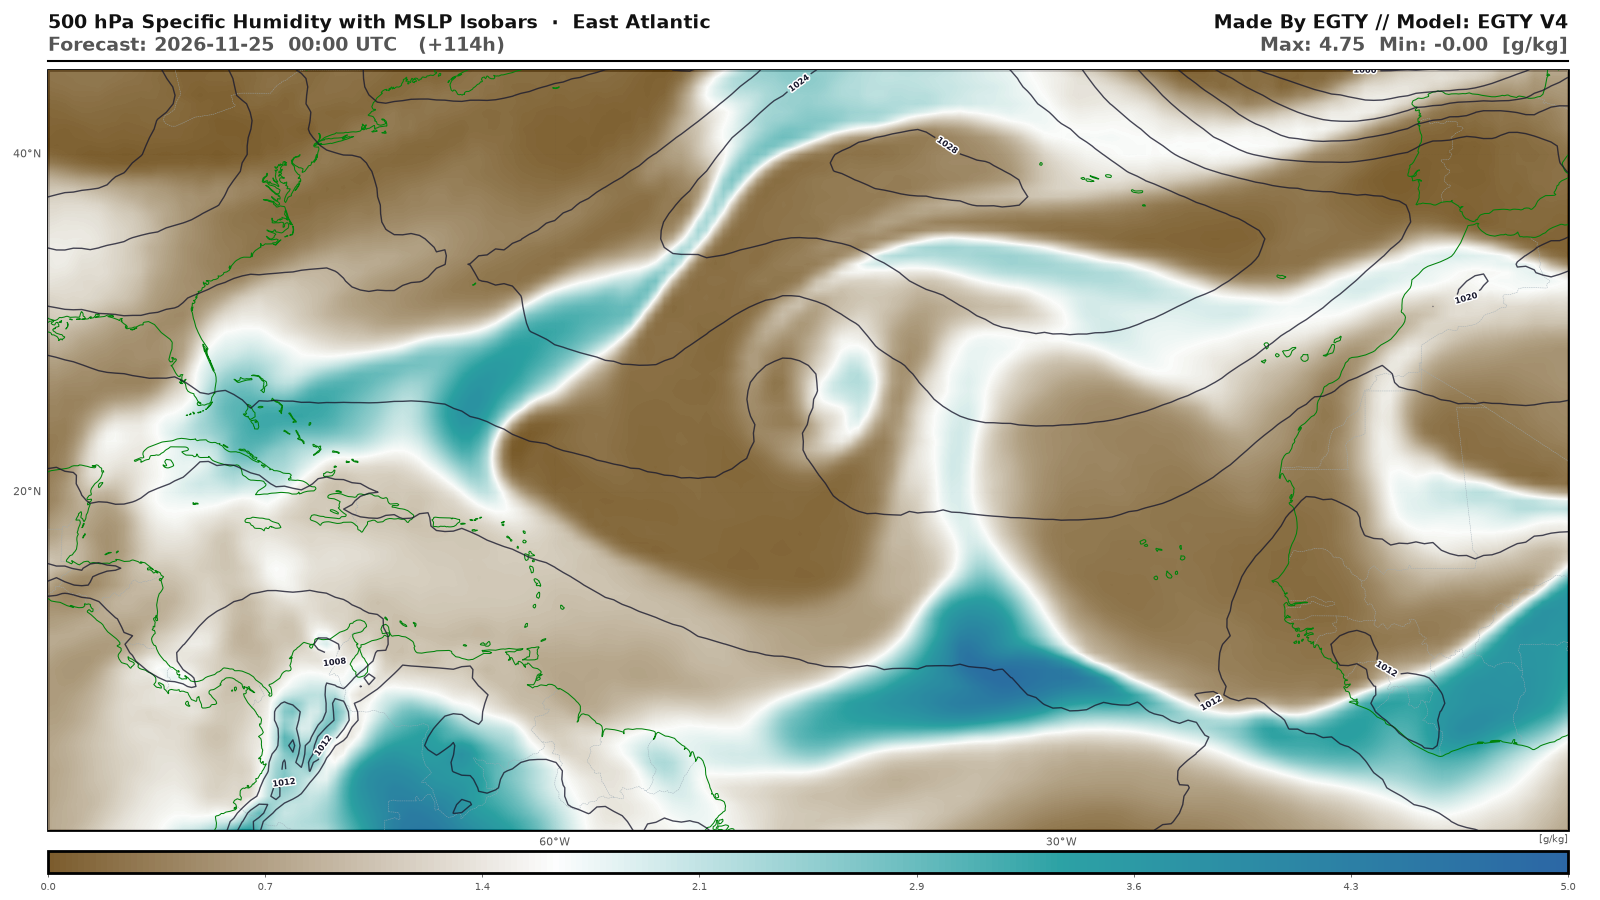 500 hPa Specific Humidity with MSLP Isobars · East Atlantic
Made By EGTY // Model: EGTY V4
Forecast: 2026-11-25 00:00 UTC (+114h)
Max: 4.75 Min: -0.00 [g/kg]
1024
1028
40°N
1020
20°N
1008
1012
1012
1012
1012
60°W
30°W
[g/kg]
0.0
0.7
1.4
2.1
2.9
3.6
4.3
5.0